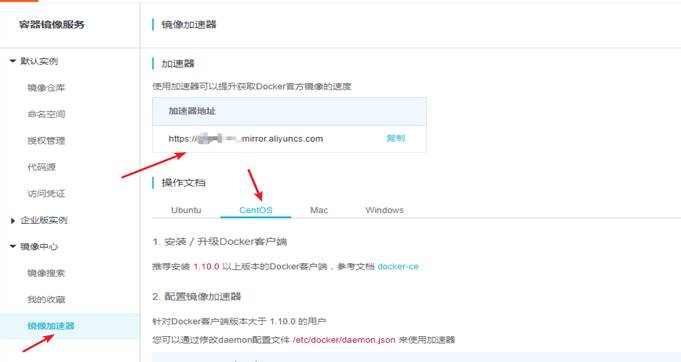 容器镜像服务
镜像加速器
默认实例
镜像仓库
命名空间
授权管理
代码源
访问凭证
企业版实例
镜像中心
镜像搜索
我的收藏
镜像加速器
加速器
使用加速器可以提升获取Docker官方镜像的速度
加速器地址
https://mirror.aliyuncs.com 复制
操作文档
Ubuntu CentOS Mac Windows
1. 安装 / 升级Docker客户端
推荐安装 1.10.0 以上版本的Docker客户端，参考文档 docker-ce
2. 配置镜像加速器
针对Docker客户端版本大于 1.10.0 的用户
您可以通过修改daemon配置文件 /etc/docker/daemon.json 来使用加速器